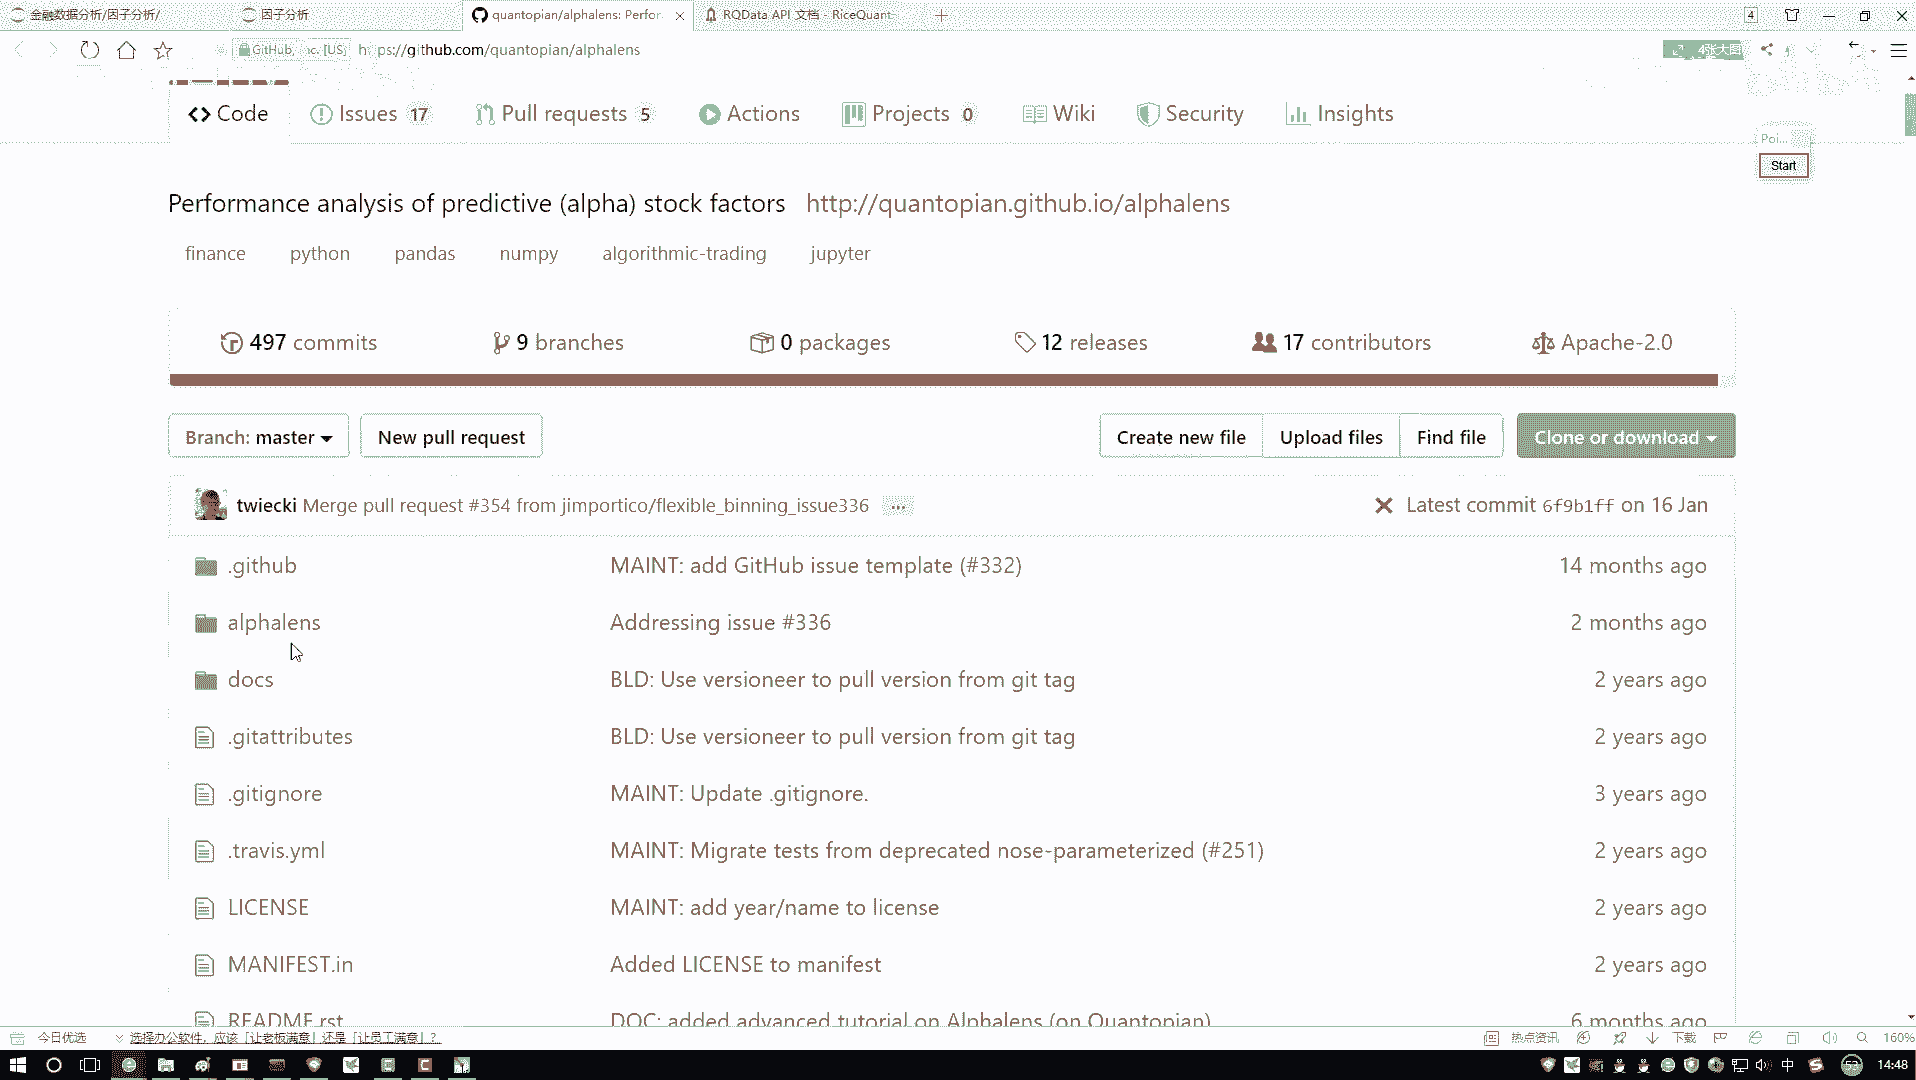 金融数据分析/因子分析/ 因子分析 quantopian/alphalens: Perfor RQData API 文档 - RiceQuant 4
GitHub, Inc. [US] https://github.com/quantopian/alphalens 4张大图
Code Issues 17 Pull requests 5 Actions Projects 0 Wiki Security Insights
Poi...
Start
Performance analysis of predictive (alpha) stock factors http://quantopian.github.io/alphalens
finance python pandas numpy algorithmic-trading jupyter
497 commits 9 branches 0 packages 12 releases 17 contributors Apache-2.0
Branch: master New pull request Create new file Upload files Find file Clone or download
twiecki Merge pull request #354 from jimportico/flexible_binning_issue336 ... Latest commit 6f9b1ff on 16 Jan
.github MAINT: add GitHub issue template (#332) 14 months ago
alphalens Addressing issue #336 2 months ago
docs BLD: Use versioneer to pull version from git tag 2 years ago
.gitattributes BLD: Use versioneer to pull version from git tag 2 years ago
.gitignore MAINT: Update .gitignore. 3 years ago
.travis.yml MAINT: Migrate tests from deprecated nose-parameterized (#251) 2 years ago
LICENSE MAINT: add year/name to license 2 years ago
MANIFEST.in Added LICENSE to manifest 2 years ago
README.rst DOC: added advanced tutorial on Alphalens (on Quantopian) 6 months ago
今日优选 选择办公软件，应该「让老板满意」还是「让员工满意」？ 热点资讯 下载 160%
中 53 14:48